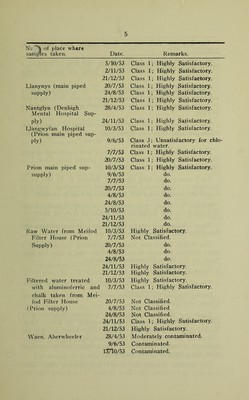 5
of place where
samples taken. Date. Remarks.
5/10/53 Class 1; Highly Satisfactory.
2/11/53 Class 1; Highly Satisfactory.
21/12/53 Class 1; Highly Satisfactory.
Llanynys (main piped 20/7/53 Class 1; Highly Satisfactory.
supply) 24/8/53 Class 1; Highly Satisfactory.
21/12/53 Class 1; Highly Satisfactory.
Nantglyn (Denbigh 28/4/53 Class 1; Highly Satisfactory.
Mental Hospital Sup-
ply) 24/11/53 Class 1; Highly Satisfactory.
Llangwyfan Hospital 10/3/53 Class 1; Highly Satisfactory.
(Prion main piped sup-
ply) 9/6/53 Class 3; Unsatisfactory for chlo-
rinated water.
7/7/53 Class 1; Highly Satisfactory.
20/7/53 Class 1; Highly Satisfactory.
Prion main piped sup- 10/3/53 Class 1; Highly Satisfactory.
supply) 9/6/53 do.
7/7/53 do.
20/7/53 do.
4/8/53 do.
24/8/53 do.
5/10/53 do.
24/11/53 do.
21/12/53 do.
Raw Water from Meifod 10/3/53 Highly Satisfactory.
Filter House (Prion 7/7/53 Not Classified.
Supply) 20/7/53 do.
4/8/53 do.
24/8/53 do.
24/11/53 Highly Satisfactory
21/12/53 Highly Satisfactory.
Filtered water treated 10/3/53 Highly Satisfactory.
with aluminoferric and 7/7/53 Class 1; Highly Satisfactory.
chalk taken from Mei-
fod Filter House 20/7/53 Not Classified.
(Prion supply) 4/8/53 Not Classified.
24/8/53 Not Classified.
24/11/53 Class 1; Highly Satisfactory.
21/12/53 Highly Satisfactory.
Waen, Aberwheeler 28/4/53 Moderately contaminated.
9/6/53 Contaminated.
/10/53 Contaminated.